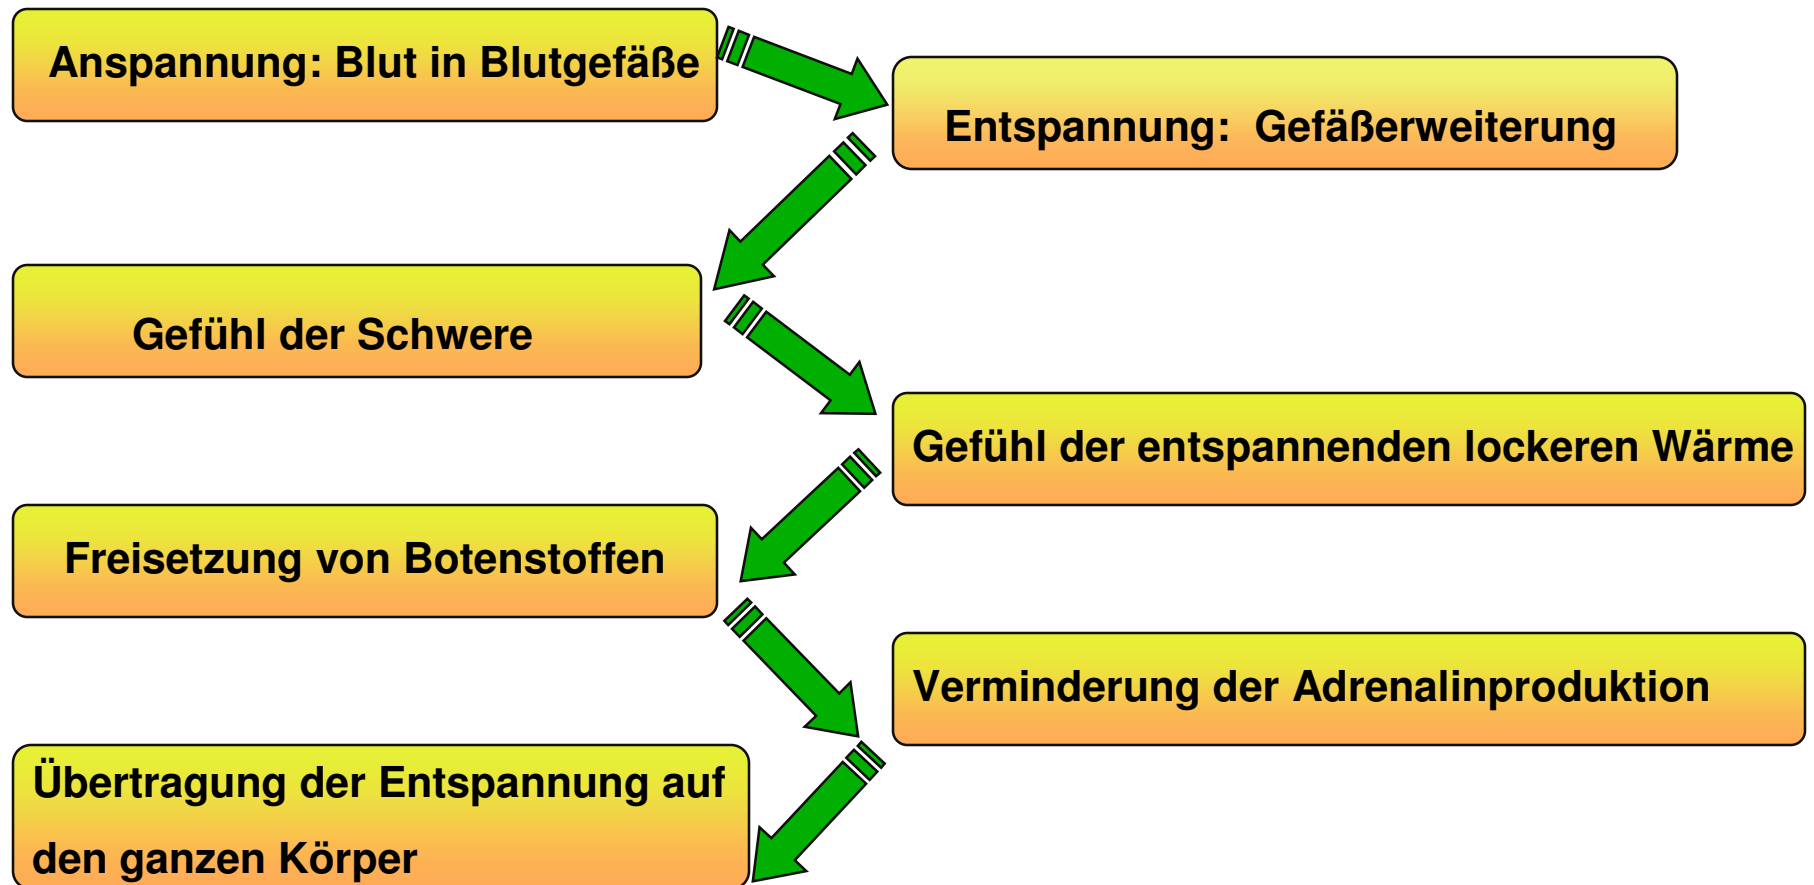 Anspannung: Blut in Blutgefäße
Entspannung: Gefäßerweiterung
Gefühl der Schwere
Gefühl der entspannenden lockeren Wärme
Freisetzung von Botenstoffen
Verminderung der Adrenalinproduktion
Übertragung der Entspannung auf
den ganzen Körper